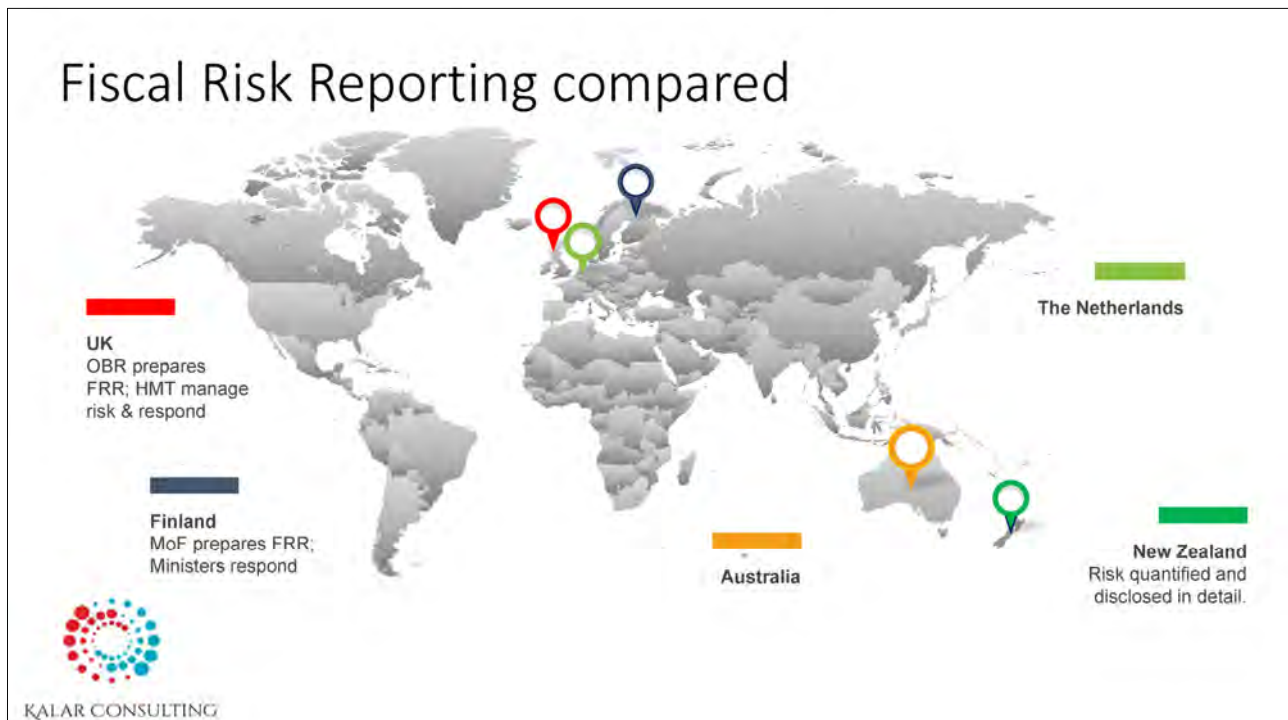 Fiscal Risk Reporting compared
The Netherlands
UK
OBR prepares
FRR; HMT manage
risk & respond
Finland
MoF prepares FRR;
Ministers respond
Australia
New Zealand
Risk quantified and
disclosed in detail.
KALAR CONSULTING